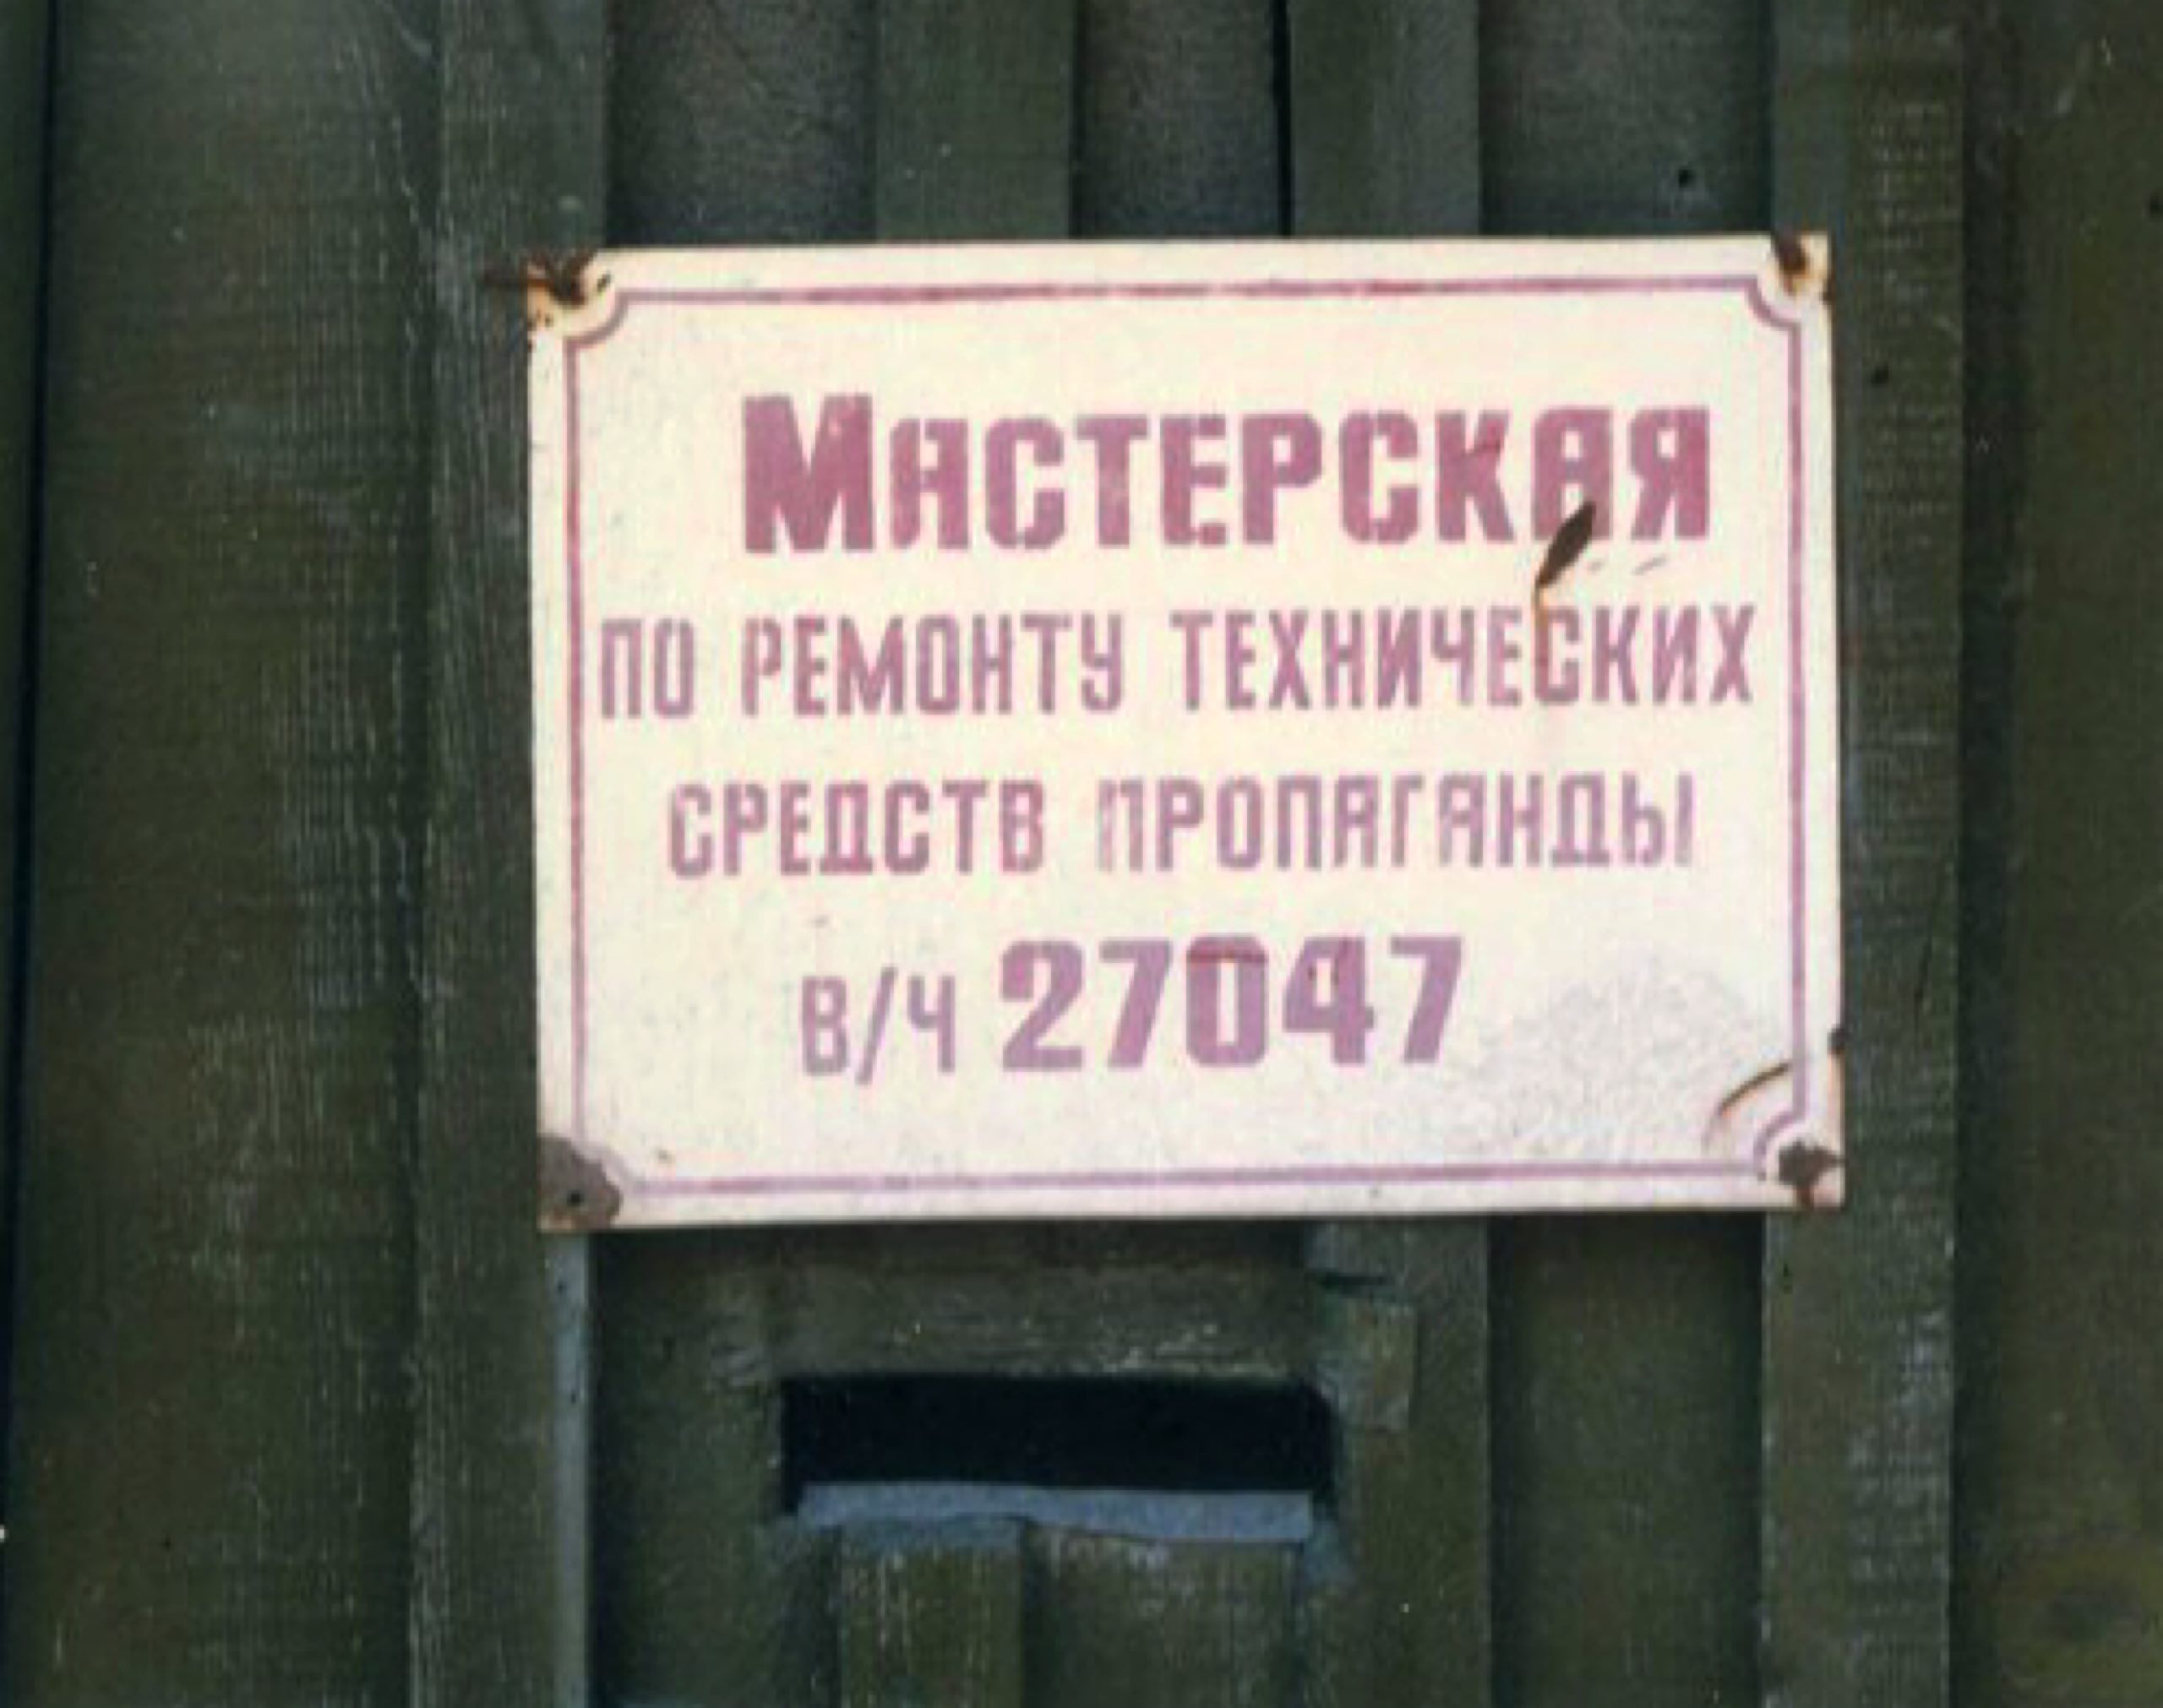 Мастерская
ПО РЕМОНТУ ТЕХНИЧЕСКИХ
СРЕДСТВ ПРОПАГАНДЫ
В/Ч 27047